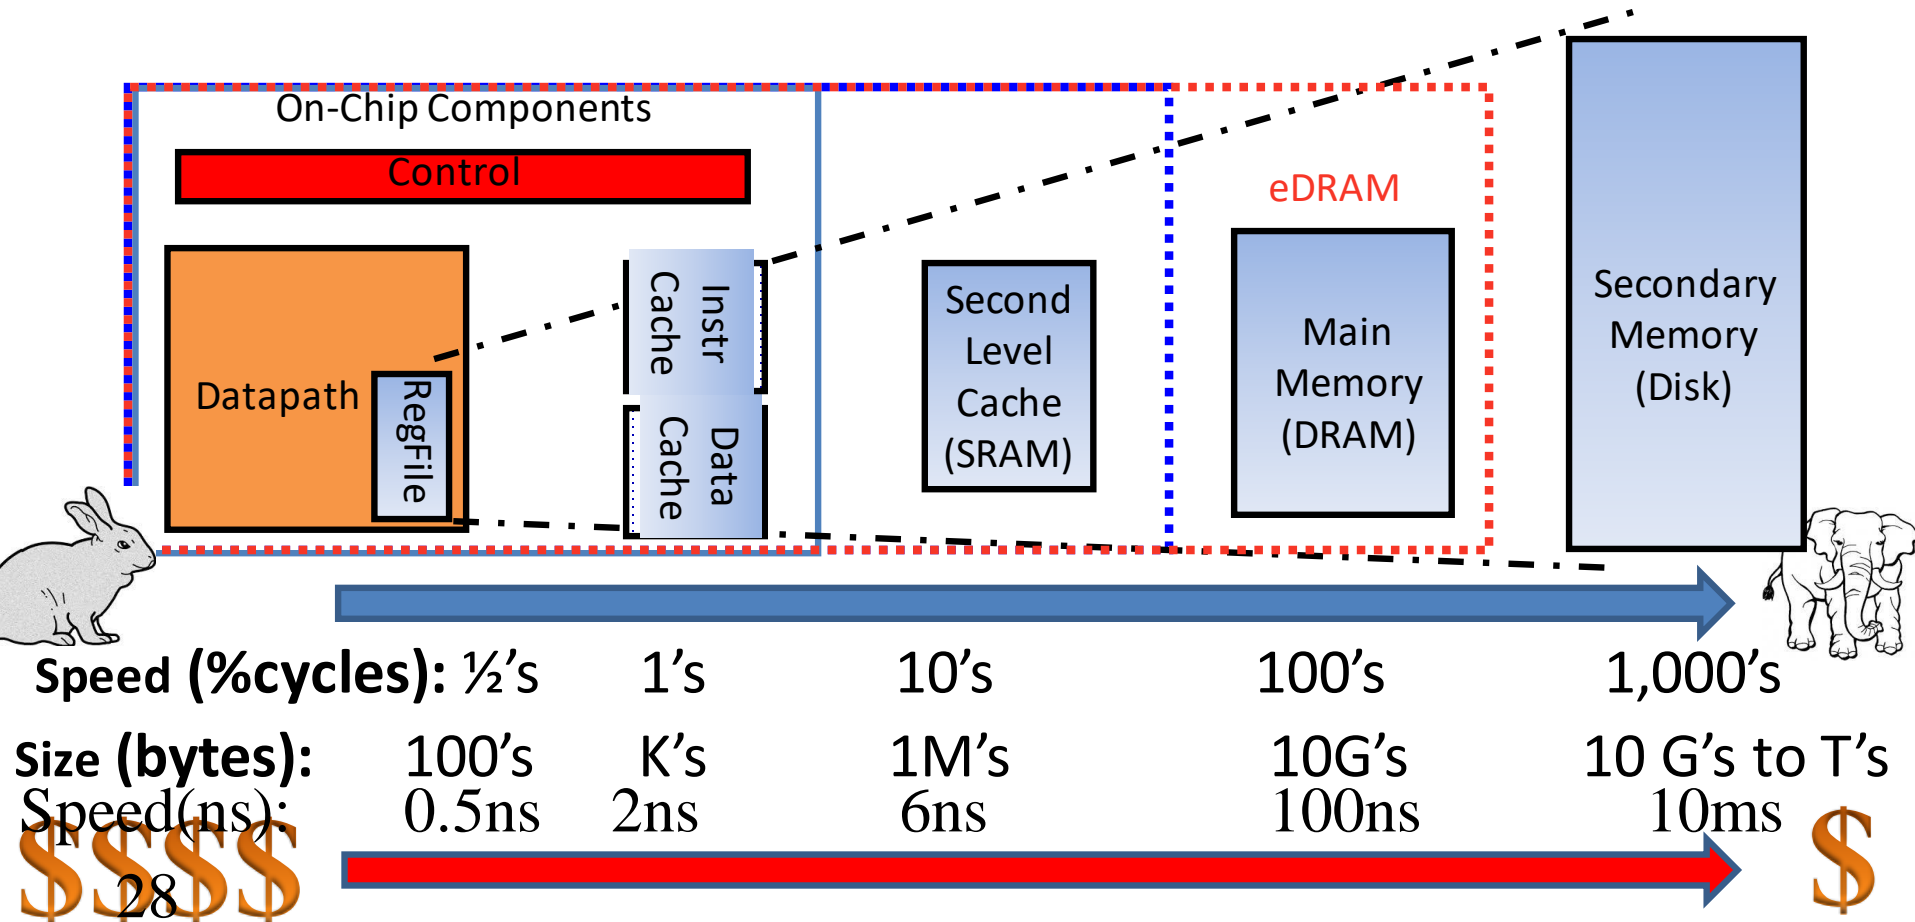 On-Chip Components
Control
eDRAM
Datapath
RegFile
Instr
Cache
Data
Cache
Second
Level
Cache
(SRAM)
Main
Memory
(DRAM)
Secondary
Memory
(Disk)
Speed (%cycles): ½’s 1’s 10’s 100’s 1,000’s
Size (bytes): 100’s K’s 1M’s 10G’s 10 G’s to T’s
Speed(ns): 0.5ns 2ns 6ns 100ns 10ms
$$$$ $
28